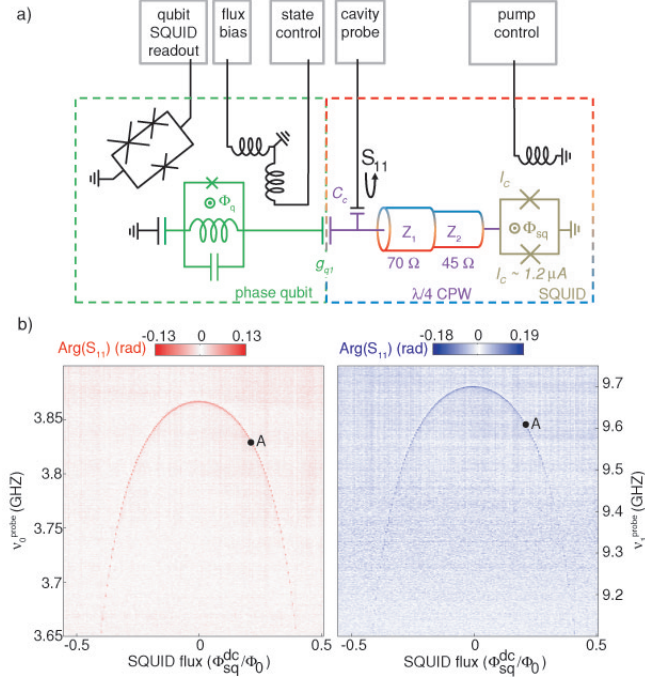 a)
qubit
SQUID
readout
flux
bias
state
control
cavity
probe
pump
control
S11
Cc
Ic
Φq
Φsq
Z1
Z2
gq1
70 Ω
45 Ω
Ic ~ 1.2 μA
phase qubit
λ/4 CPW
SQUID
b)
-0.13 0 0.13
Arg(S11) (rad)
-0.18 0 0.19
Arg(S11) (rad)
3.85
3.8
3.75
3.7
3.65
ν0probe (GHZ)
A
-0.5 0 0.5
SQUID flux (Φsqdc/Φ0)
A
9.7
9.6
9.5
9.4
9.3
9.2
(GHZ)
-0.5 0 0.5
SQUID flux (Φsqdc/Φ0)